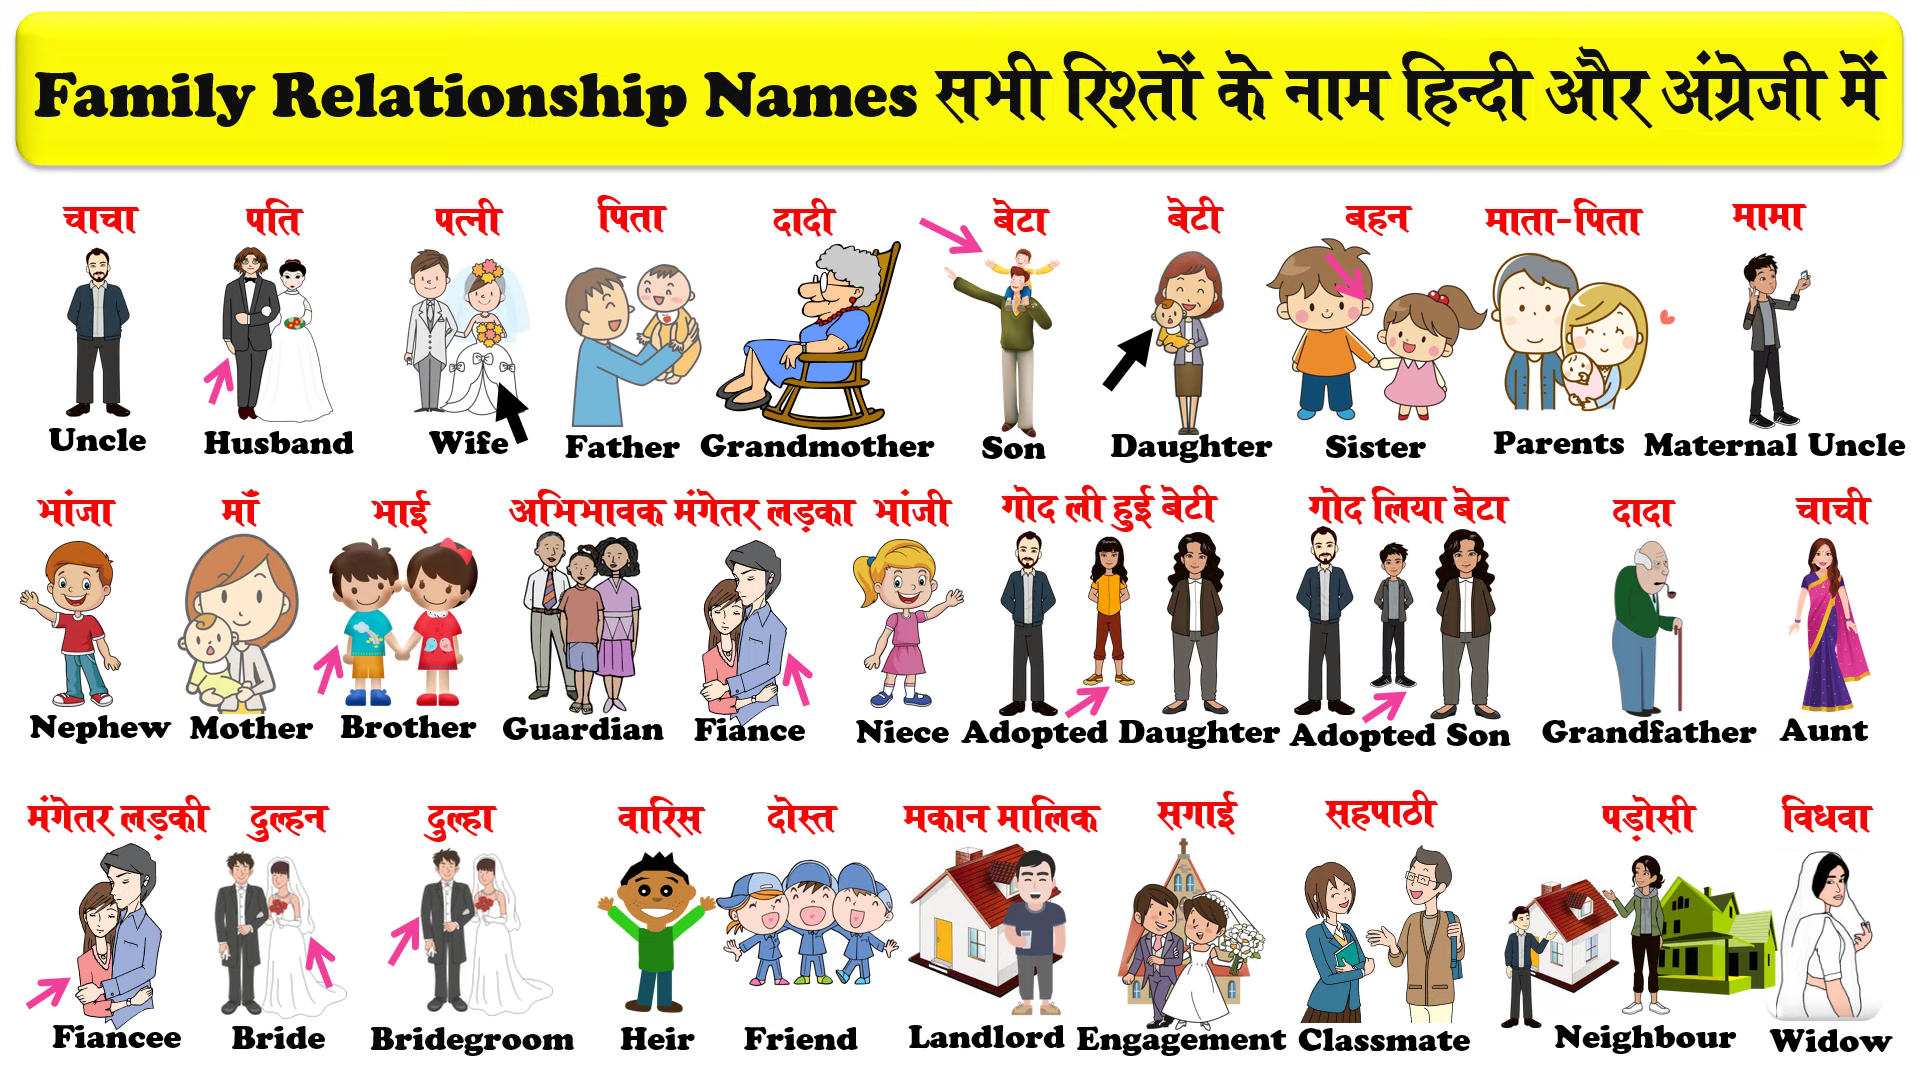 Family Relationship Names सभी रिश्तों के नाम हिन्दी और अंग्रेजी में
चाचा पति पत्नी पिता दादी बेटा बेटी बहन माता-पिता मामा
Uncle Husband Wife Father Grandmother Son Daughter Sister Parents Maternal Uncle
भांजा माँ भाई अभिभावक मंगेतर लड़का भांजी गोद ली हुई बेटी गोद लिया बेटा दादा चाची
Nephew Mother Brother Guardian Fiance Niece Adopted Daughter Adopted Son Grandfather Aunt
मंगेतर लड़की दुल्हन दुल्हा वारिस दोस्त मकान मालिक सगाई सहपाठी पड़ोसी विधवा
Fiancee Bride Bridegroom Heir Friend Landlord Engagement Classmate Neighbour Widow